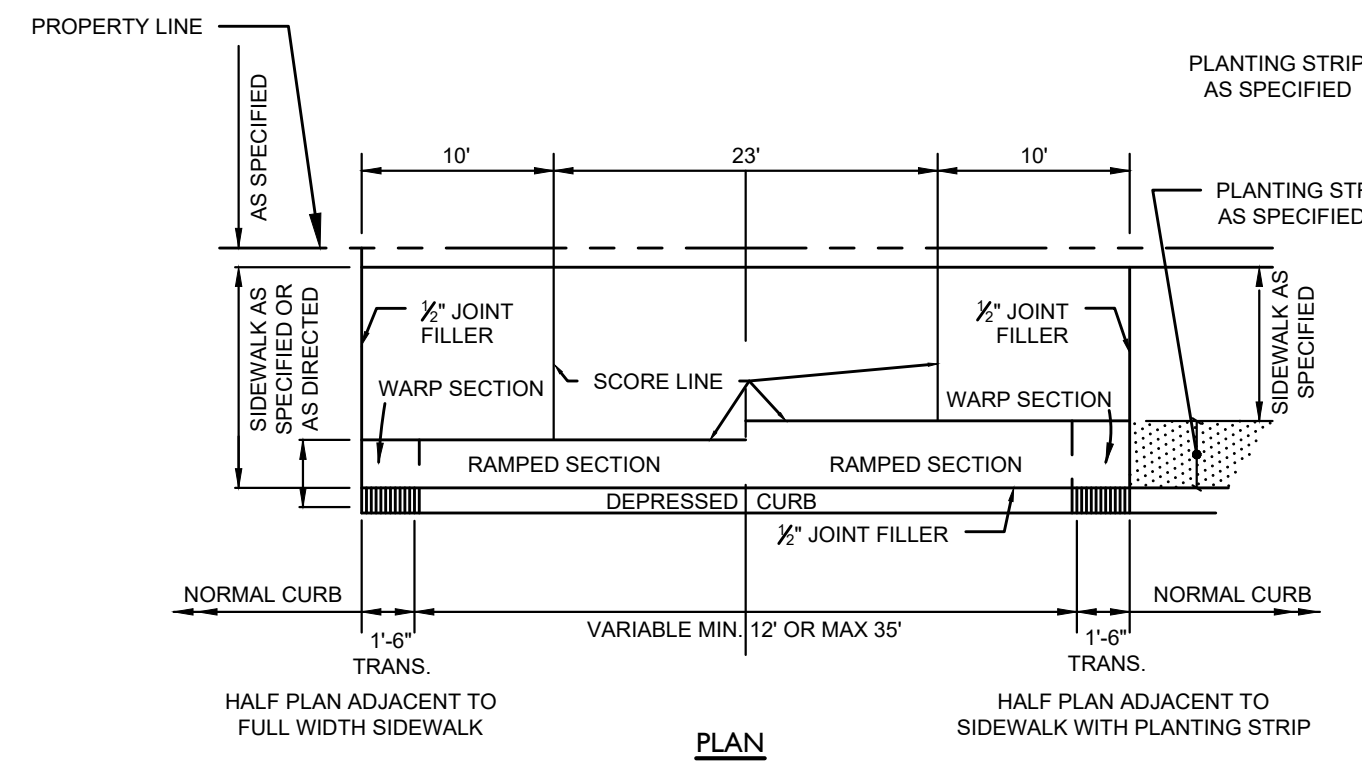 PROPERTY LINE
PLANTING STRIP
AS SPECIFIED
AS SPECIFIED
10'
23'
10'
PLANTING STR
AS SPECIFIED
SIDEWALK AS
SPECIFIED OR
AS DIRECTED
½" JOINT
FILLER
½" JOINT
FILLER
SIDEWALK AS
SPECIFIED
WARP SECTION
SCORE LINE
WARP SECTION
RAMPED SECTION
RAMPED SECTION
DEPRESSED CURB
½" JOINT FILLER
NORMAL CURB
NORMAL CURB
VARIABLE MIN. 12' OR MAX 35'
1'-6"
TRANS.
1'-6"
TRANS.
HALF PLAN ADJACENT TO
FULL WIDTH SIDEWALK
HALF PLAN ADJACENT TO
SIDEWALK WITH PLANTING STRIP
PLAN